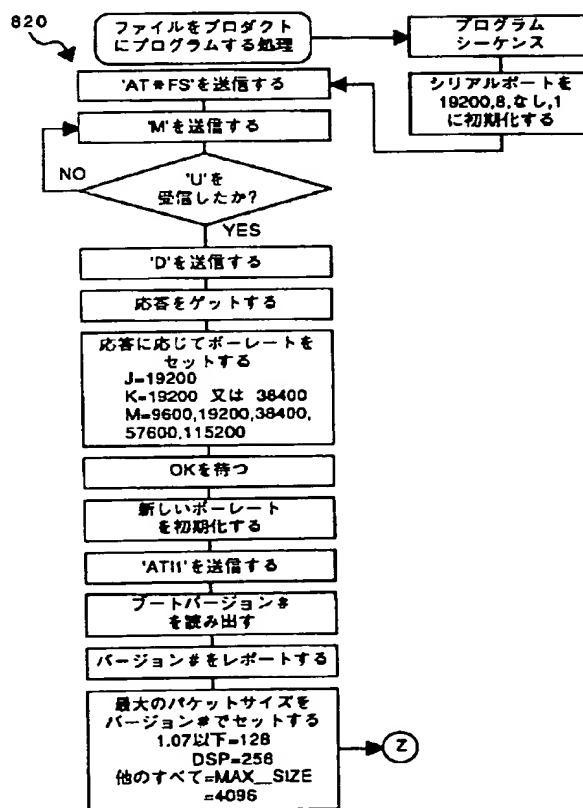 820
ファイルをプロダクト
にプログラムする処理
プログラム
シーケンス
シリアルポートを
19200,8,なし,1
に初期化する
'AT#FS'を送信する
'M'を送信する
'U'を
受信したか?
NO
YES
'D'を送信する
応答をゲットする
応答に応じてボーレートを
セットする
J=19200
K=19200 又は 38400
M=9600,19200,38400,
57600,115200
OKを待つ
新しいボーレート
を初期化する
'ATI1'を送信する
ブートバージョン#
を読み出す
バージョン#をレポートする
最大のパケットサイズを
バージョン#でセットする
1.07以下=128
DSP=256
他のすべて=MAX__SIZE
=4096
Z